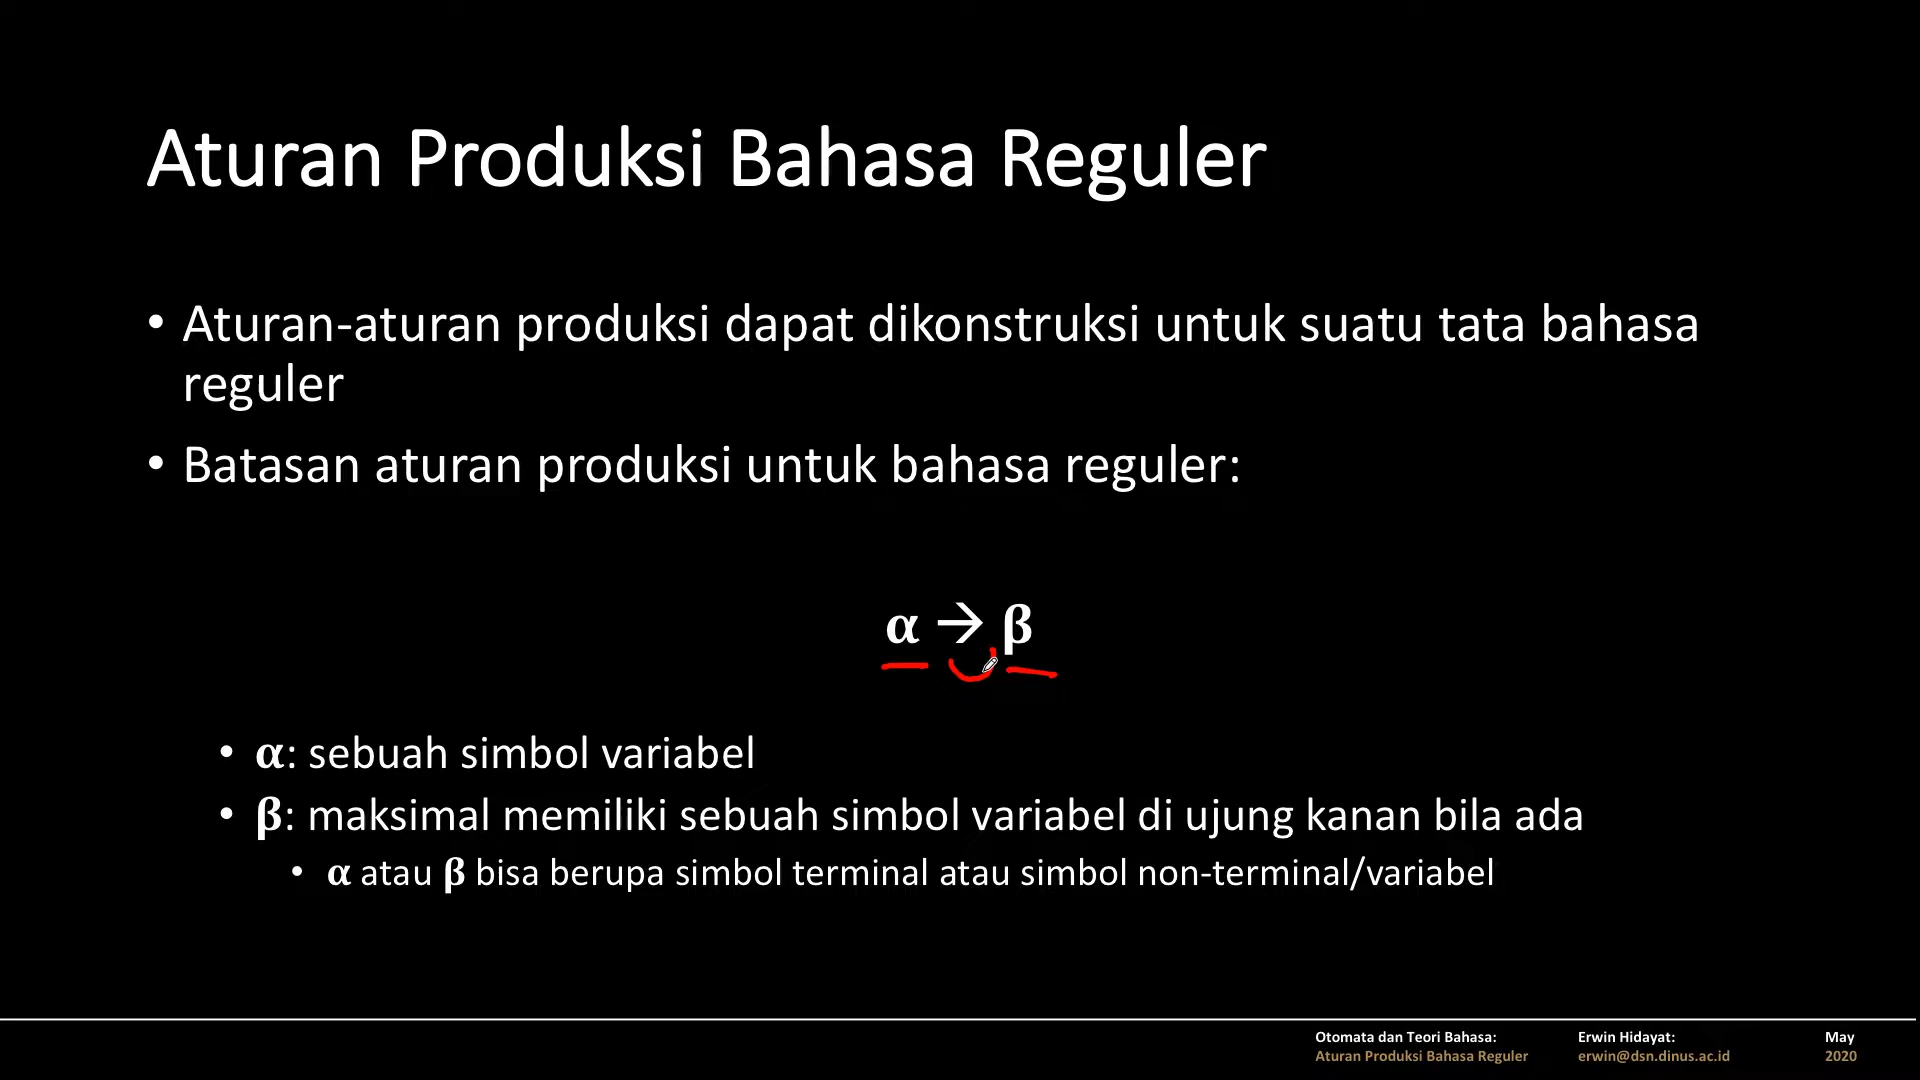 Aturan Produksi Bahasa Reguler
• Aturan-aturan produksi dapat dikonstruksi untuk suatu tata bahasa
reguler
• Batasan aturan produksi untuk bahasa reguler:
α → β
• α: sebuah simbol variabel
• β: maksimal memiliki sebuah simbol variabel di ujung kanan bila ada
• α atau β bisa berupa simbol terminal atau simbol non-terminal/variabel
Otomata dan Teori Bahasa: Erwin Hidayat: May
Aturan Produksi Bahasa Reguler erwin@dsn.dinus.ac.id 2020